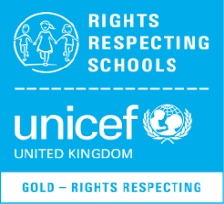 RIGHTS
RESPECTING
SCHOOLS
unicef
UNITED KINGDOM
GOLD – RIGHTS RESPECTING